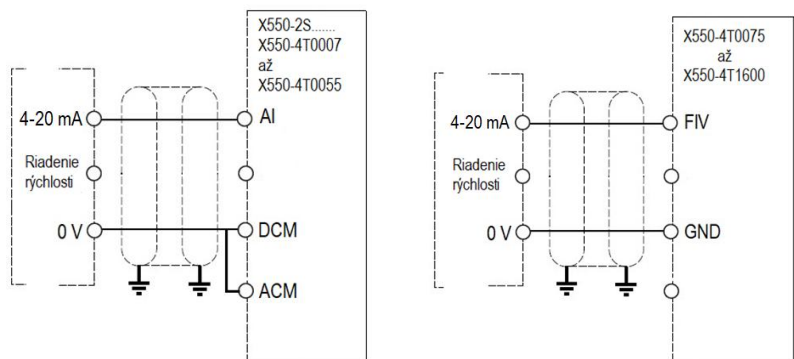 X550-2S.......
X550-4T0007
až
X550-4T0055
4-20 mA
AI
Riadenie
rýchlosti
0 V
DCM
ACM
X550-4T0075
až
X550-4T1600
4-20 mA
FIV
Riadenie
rýchlosti
0 V
GND